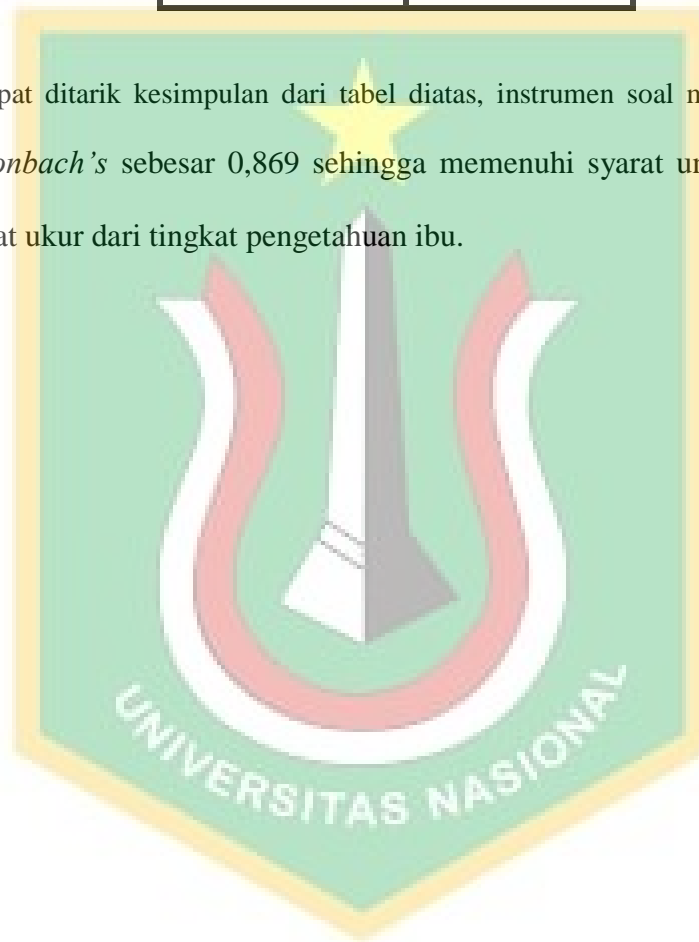 pat ditarik kesimpulan dari tabel diatas, instrumen soal
onbach's sebesar 0,869 sehingga memenuhi syarat
at ukur dari tingkat pengetahuan ibu.
UNIVERSITAS NASIONAL